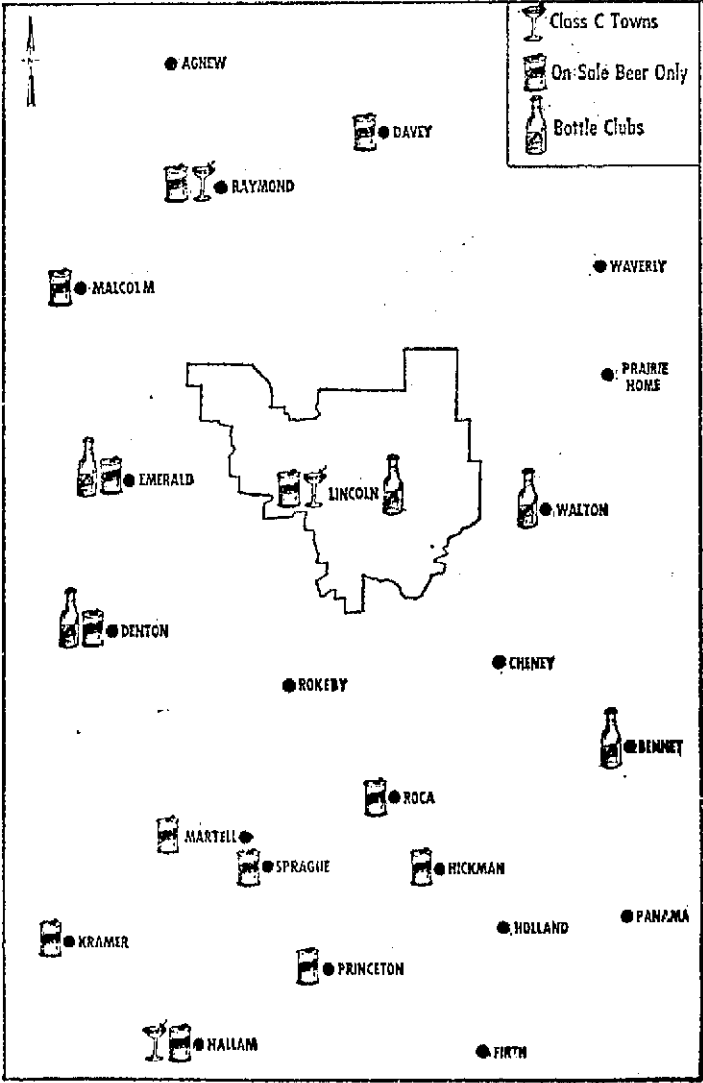 Class C Towns
On Sale Beer Only
Bottle Clubs
AGNEW
DAVEY
RAYMOND
WAVERLY
MALCOLM
PRAIRIE
HOME
EMERALD
LINCOLN
WALTON
DENTON
CHENEY
ROKEBY
BENNET
ROCA
MARTELL
SPRAGUE
HICKMAN
PANAMA
HOLLAND
KRAMER
PRINCETON
HALLAM
FIRTH